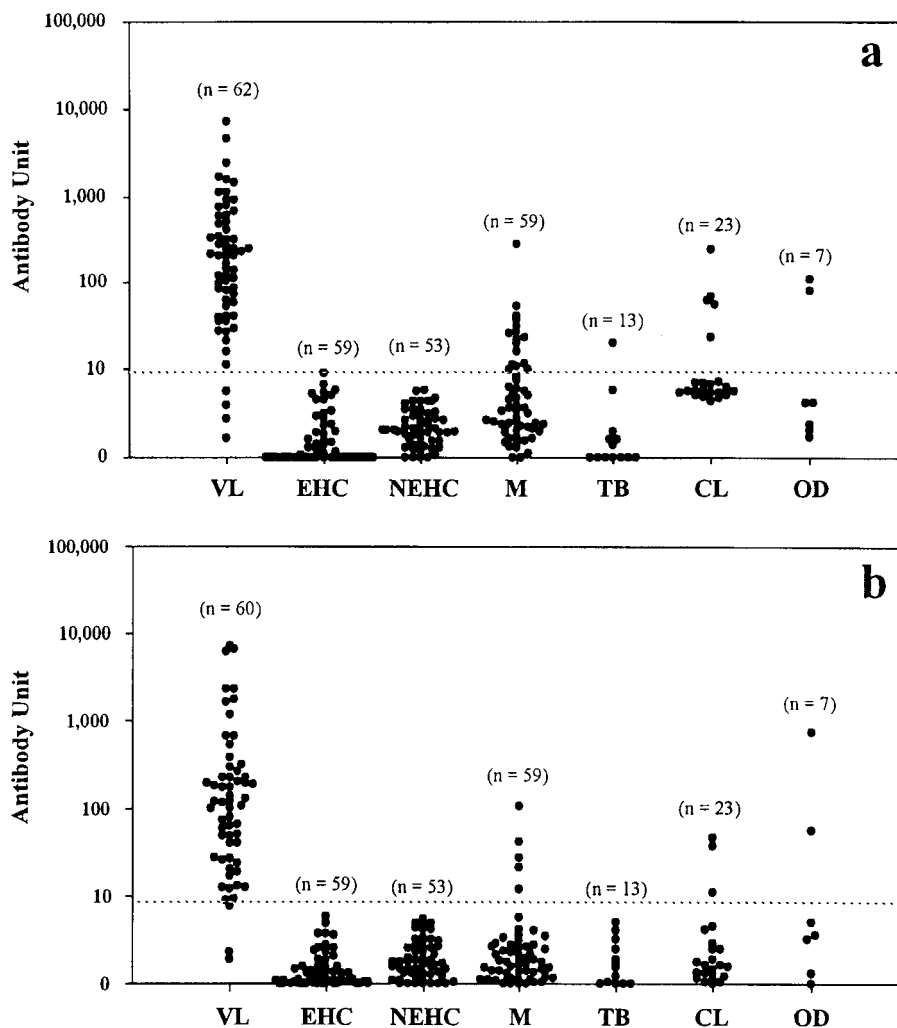 100,000
a
(n = 62)
10,000
Antibody Unit
1,000
(n = 59)
(n = 23)
(n = 7)
100
(n = 13)
(n = 59)
(n = 53)
10
0
VL EHC NEHC M TB CL OD
100,000
b
(n = 60)
10,000
Antibody Unit
1,000
(n = 7)
(n = 59)
100
(n = 23)
(n = 59)
(n = 53)
(n = 13)
10
0
VL EHC NEHC M TB CL OD